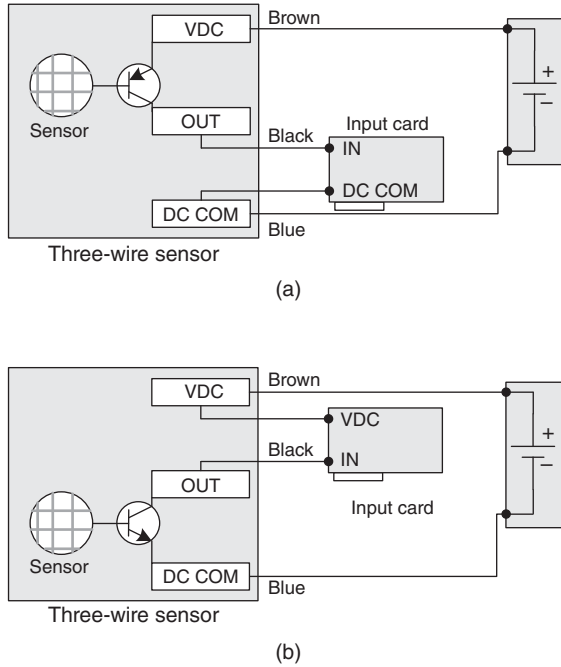 VDC
Brown
Sensor
OUT
Black
Input card
IN
DC COM
DC COM
Blue
Three-wire sensor
+
−
(a)
VDC
Brown
VDC
Black
IN
OUT
Input card
Sensor
DC COM
Blue
Three-wire sensor
+
−
(b)